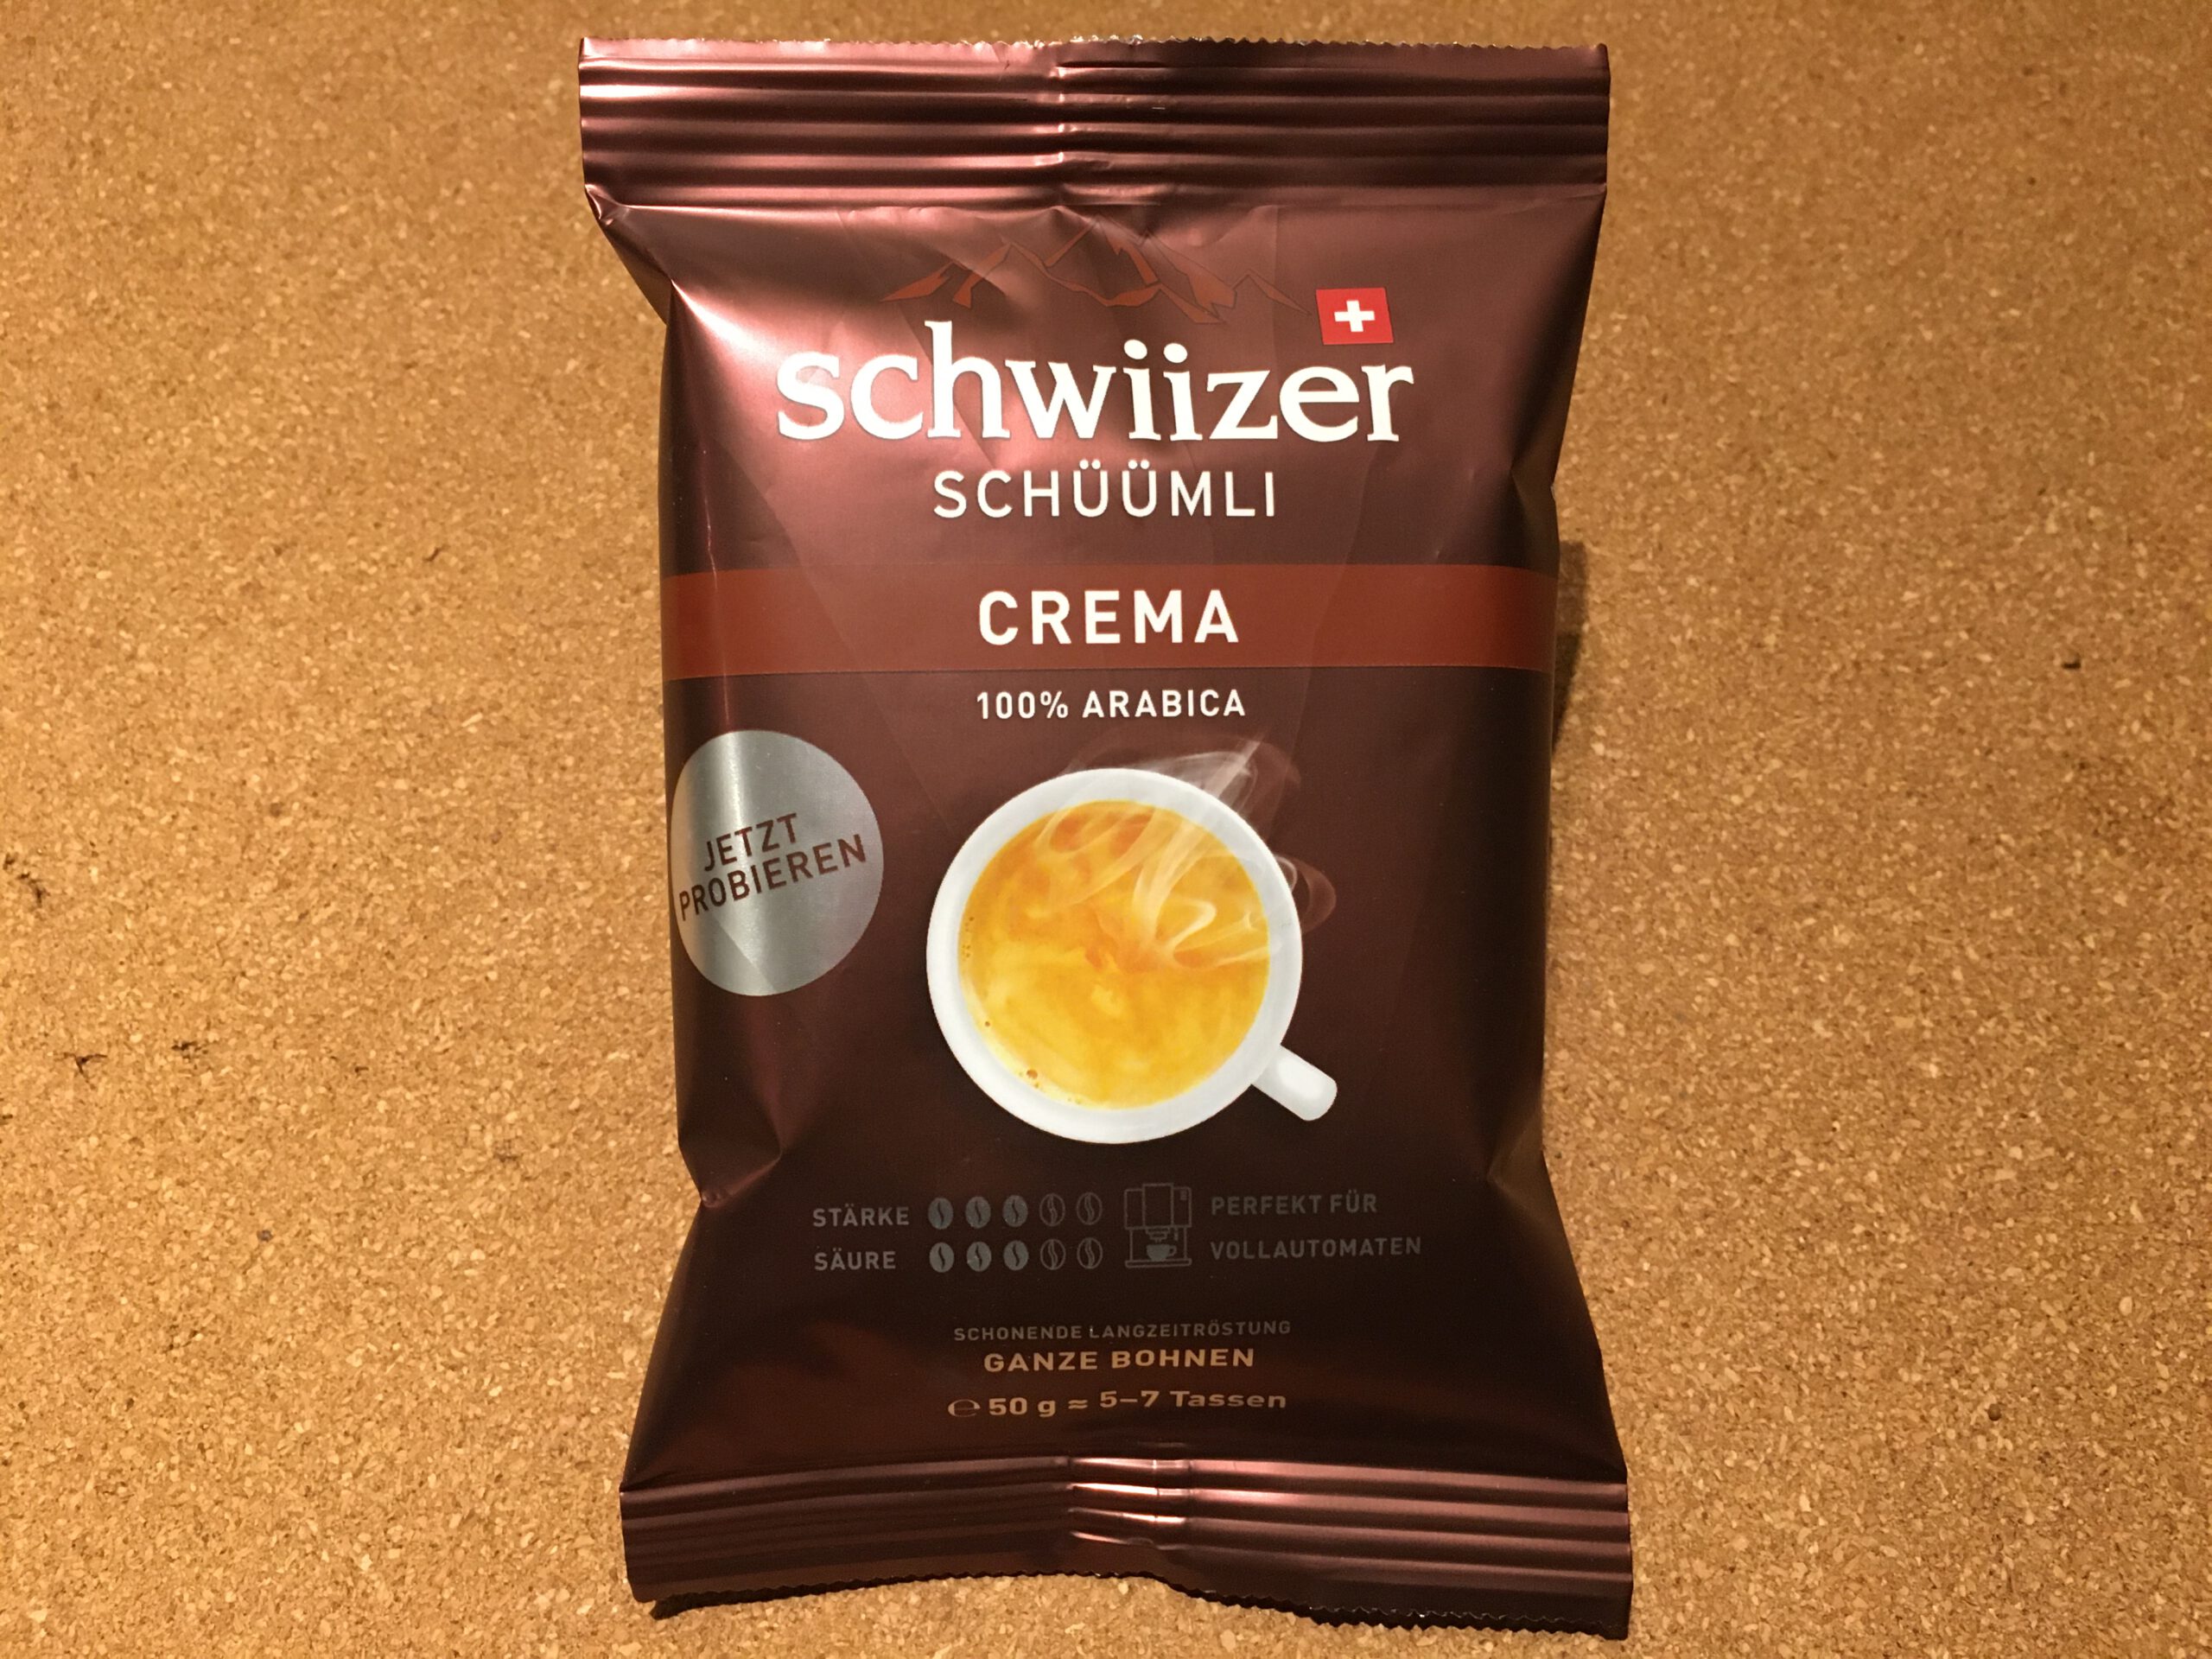 schwiizer
SCHÜÜMLI
CREMA
100% ARABICA
JETZT
PROBIEREN
STÄRKE
SÄURE
PERFEKT FÜR
VOLLAUTOMATEN
SCHONENDE LANGZEITRÖSTUNG
GANZE BOHNEN
℮ 50 g ≈ 5–7 Tassen